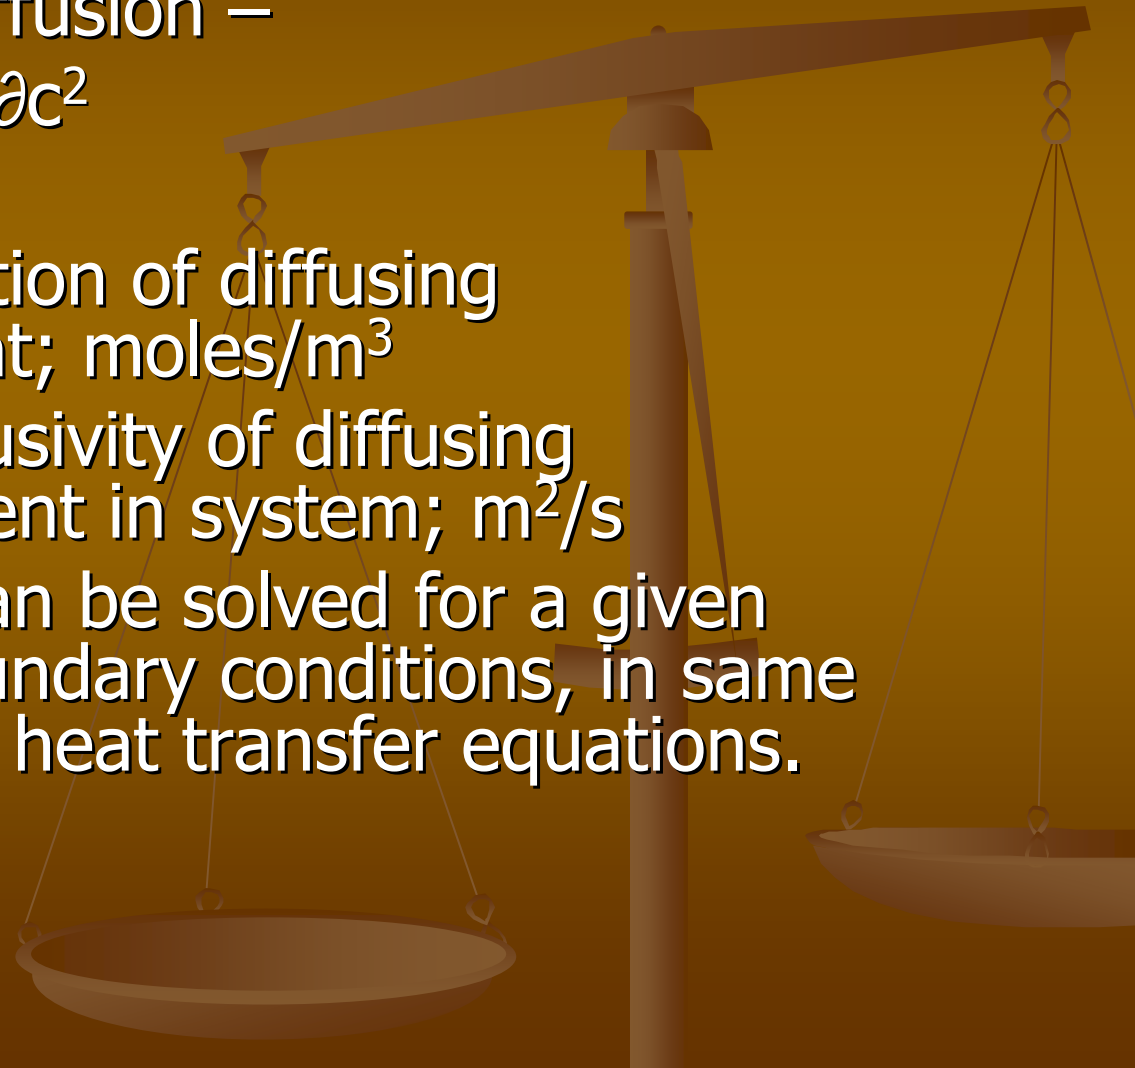 ffusion –
∂c²
tion of diffusing
nt; moles/m³
usivity of diffusing
ent in system; m²/s
an be solved for a given
undary conditions, in same
heat transfer equations.